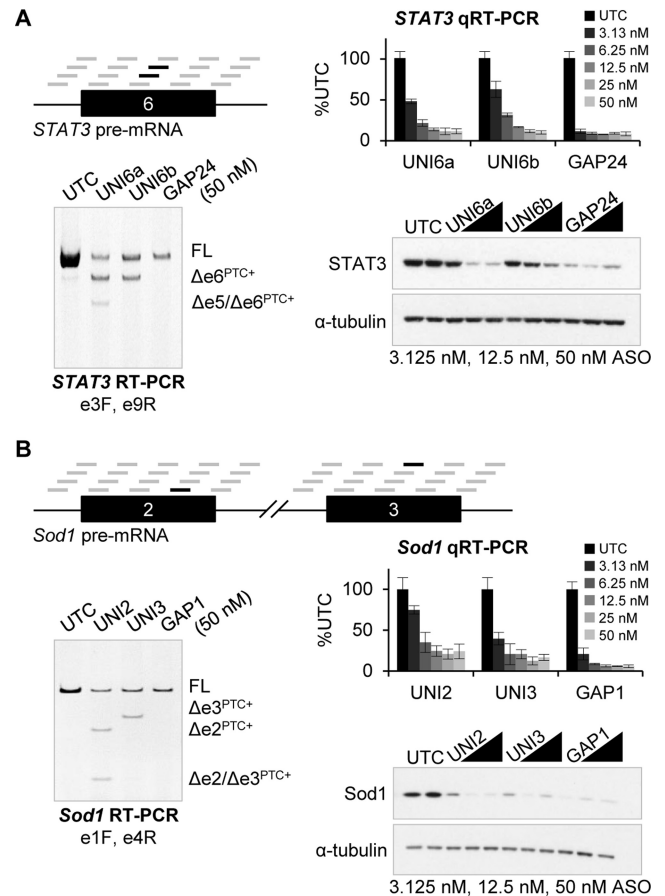 A
6
STAT3 pre-mRNA
UTC
UNI6a
UNI6b
GAP24
(50 nM)
FL
Δe6PTC+
Δe5/Δe6PTC+
STAT3 RT-PCR
e3F, e9R
STAT3 qRT-PCR
%UTC
100
50
0
UTC
3.13 nM
6.25 nM
12.5 nM
25 nM
50 nM
UNI6a UNI6b GAP24
UTC UNI6a UNI6b GAP24
STAT3
α-tubulin
3.125 nM, 12.5 nM, 50 nM ASO
B
2
3
Sod1 pre-mRNA
UTC
UNI2
UNI3
GAP1
(50 nM)
FL
Δe3PTC+
Δe2PTC+
Δe2/Δe3PTC+
Sod1 RT-PCR
e1F, e4R
Sod1 qRT-PCR
%UTC
100
50
0
UTC
3.13 nM
6.25 nM
12.5 nM
25 nM
50 nM
UNI2 UNI3 GAP1
UTC UNI2 UNI3 GAP1
Sod1
α-tubulin
3.125 nM, 12.5 nM, 50 nM ASO